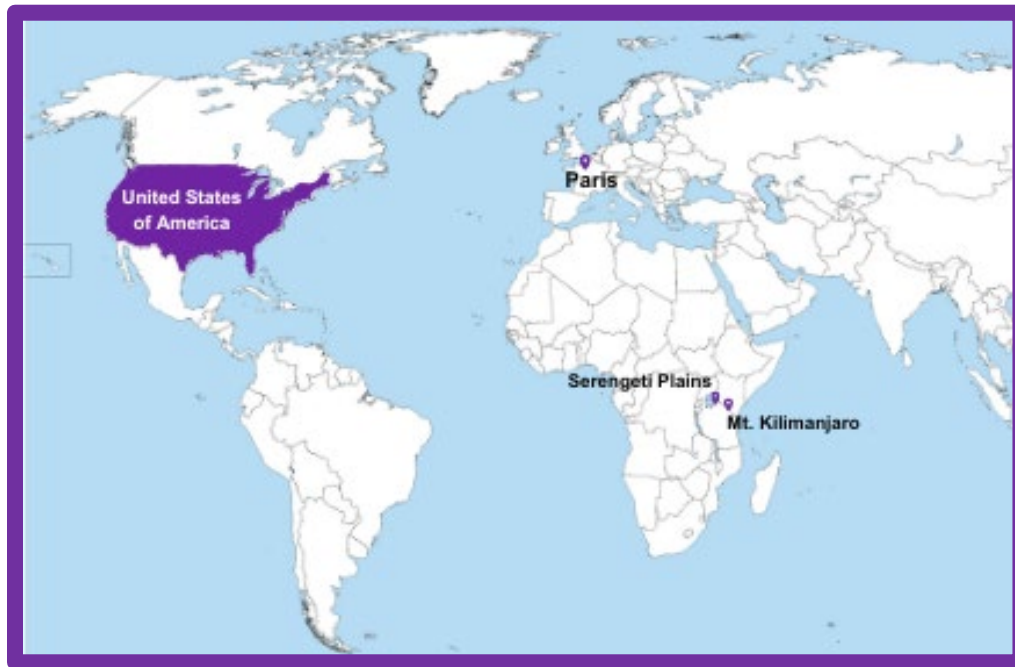 United States
of America
Paris
Serengeti Plains
Mt. Kilimanjaro